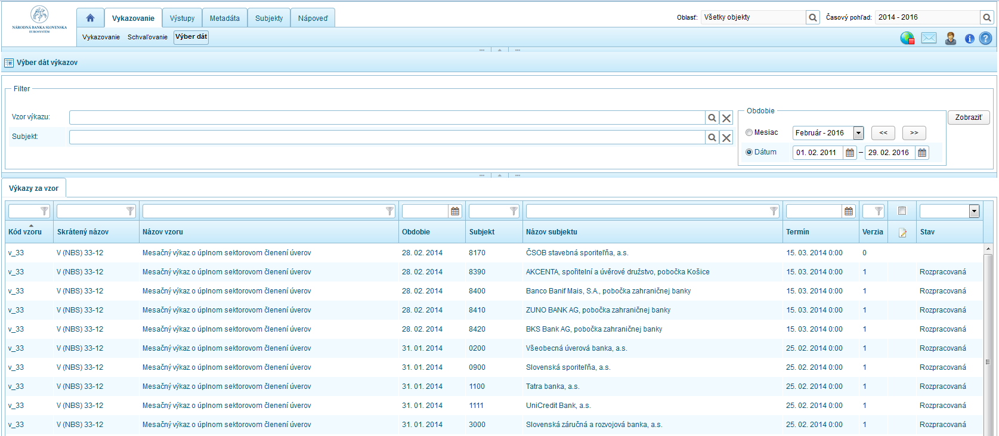 NÁRODNÁ BANKA SLOVENSKA
EUROSYSTÉM
Vykazovanie Výstupy Metadáta Subjekty Nápoveď
Oblasť: Všetky objekty Časový pohľad: 2014 - 2016
Vykazovanie Schvaľovanie Výber dát
Výber dát výkazov
Filter
Vzor výkazu:
Subjekt:
Obdobie
Mesiac Február - 2016 << >>
Dátum 01. 02. 2011 – 29. 02. 2016
Zobraziť
Výkazy za vzor
Kód vzoru Skrátený názov Názov vzoru Obdobie Subjekt Názov subjektu Termín Verzia Stav
v_33 V (NBS) 33-12 Mesačný výkaz o úplnom sektorovom členení úverov 28. 02. 2014 8170 ČSOB stavebná sporiteľňa, a.s. 15. 03. 2014 0:00 0
v_33 V (NBS) 33-12 Mesačný výkaz o úplnom sektorovom členení úverov 28. 02. 2014 8390 AKCENTA, spořitelní a úvěrové družstvo, pobočka Košice 15. 03. 2014 0:00 1 Rozpracovaná
v_33 V (NBS) 33-12 Mesačný výkaz o úplnom sektorovom členení úverov 28. 02. 2014 8400 Banco Banif Mais, S.A., pobočka zahraničnej banky 15. 03. 2014 0:00 1 Rozpracovaná
v_33 V (NBS) 33-12 Mesačný výkaz o úplnom sektorovom členení úverov 28. 02. 2014 8410 ZUNO BANK AG, pobočka zahraničnej banky 15. 03. 2014 0:00 1 Rozpracovaná
v_33 V (NBS) 33-12 Mesačný výkaz o úplnom sektorovom členení úverov 28. 02. 2014 8420 BKS Bank AG, pobočka zahraničnej banky 15. 03. 2014 0:00 1 Rozpracovaná
v_33 V (NBS) 33-12 Mesačný výkaz o úplnom sektorovom členení úverov 31. 01. 2014 0200 Všeobecná úverová banka, a.s. 25. 02. 2014 0:00 1 Rozpracovaná
v_33 V (NBS) 33-12 Mesačný výkaz o úplnom sektorovom členení úverov 31. 01. 2014 0900 Slovenská sporiteľňa, a.s. 25. 02. 2014 0:00 1 Rozpracovaná
v_33 V (NBS) 33-12 Mesačný výkaz o úplnom sektorovom členení úverov 31. 01. 2014 1100 Tatra banka, a.s. 25. 02. 2014 0:00 1 Rozpracovaná
v_33 V (NBS) 33-12 Mesačný výkaz o úplnom sektorovom členení úverov 31. 01. 2014 1111 UniCredit Bank, a.s. 25. 02. 2014 0:00 1 Rozpracovaná
v_33 V (NBS) 33-12 Mesačný výkaz o úplnom sektorovom členení úverov 31. 01. 2014 3000 Slovenská záručná a rozvojová banka, a.s. 25. 02. 2014 0:00 1 Rozpracovaná